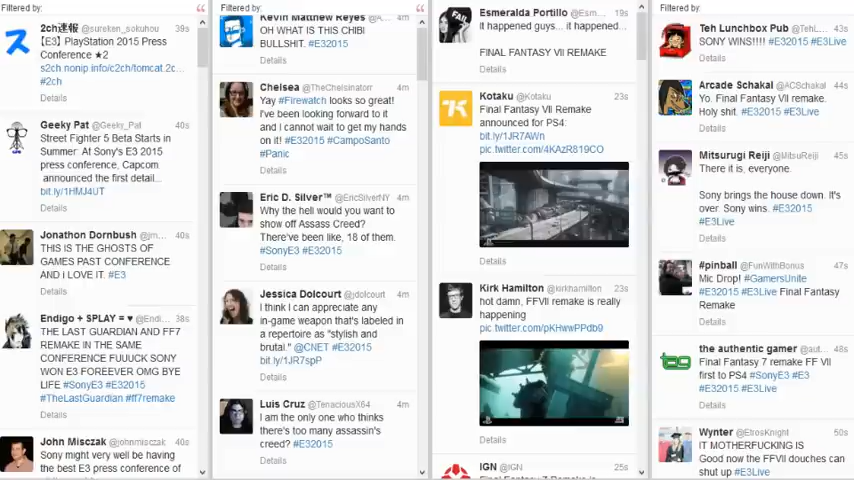 Filtered by:
2ch速報 @sureken_sokuhou 39s
【E3】PlayStation 2015 Press
Conference ★2
s2ch nonip info/c2ch/tomcat.2c...
#2ch
Details
Geeky Pat @Geeky_Pat 40s
Street Fighter 5 Beta Starts in
Summer: At Sony's E3 2015
press conference, Capcom
announced the first detail...
bit.ly/1HMJ4UT
Details
Jonathon Dornbush @jm... 40s
THIS IS THE GHOSTS OF
GAMES PAST CONFERENCE
AND I LOVE IT. #E3
Details
Endigo + SPLAY = ♥ @Endi... 38s
THE LAST GUARDIAN AND FF7
REMAKE IN THE SAME
CONFERENCE FUUUCK SONY
WON E3 FOREEVER OMG BYE
LIFE #SonyE3 #E32015
#TheLastGuardian #ff7remake
Details
John Misczak @johnmisczak 40s
Sony might very well be having
the best E3 press conference of
Filtered by:
Kevin Matthew Reyes @A... 4m
OH WHAT IS THIS CHIBI
BULLSHIT. #E32015
Details
Chelsea @TheChelsinatorr 4m
Yay #Firewatch looks so great!
I've been looking forward to it
and I cannot wait to get my hands
on it! #E32015 #CampoSanto
#Panic
Details
Eric D. Silver™ @EricSilverNY 4m
Why the hell would you want to
show off Assass Creed?
There've been like, 18 of them.
#SonyE3 #E32015
Details
Jessica Dolcourt @jdolcourt 4m
I think I can appreciate any
in-game weapon that's labeled in
a repertoire as "stylish and
brutal." @CNET #E32015
bit.ly/1JR7spP
Details
Luis Cruz @TenaciousX64 4m
I am the only one who thinks
there's too many assassin's
creed? #E32015
Details
Esmeralda Portillo @Esm... 19s
It happened guys... it happened...
FINAL FANTASY VII REMAKE
Details
Kotaku @Kotaku 23s
Final Fantasy VII Remake
announced for PS4:
bit.ly/1JR7AWn
pic.twitter.com/4KAzR819CO
Details
Kirk Hamilton @kirkhamilton 23s
hot damn, FFVII remake is really
happening
pic.twitter.com/pKHwwPPdb9
Details
IGN @IGN 25s
Final Fantasy 7 Remake is
Filtered by:
Teh Lunchbox Pub @TehL... 43s
SONY WINS!!!! #E32015 #E3Live
Details
Arcade Schakal @ACSchakal 44s
Yo. Final Fantasy VII remake.
Holy shit. #E32015 #E3Live
Details
Mitsurugi Reiji @MitsuReiji 45s
There it is, everyone.
Sony brings the house down. It's
over. Sony wins. #E32015
#E3Live
Details
#pinball @FunWithBonus 47s
Mic Drop! #GamersUnite
#E32015 #E3Live Final Fantasy
Remake
Details
the authentic gamer @aut... 48s
Final Fantasy 7 remake FF VII
first to PS4 #SonyE3 #E3
#E32015 #E3Live
Details
Wynter @EtrosKnight 50s
IT MOTHERFUCKING IS
Good now the FFVII douches can
shut up #E3Live